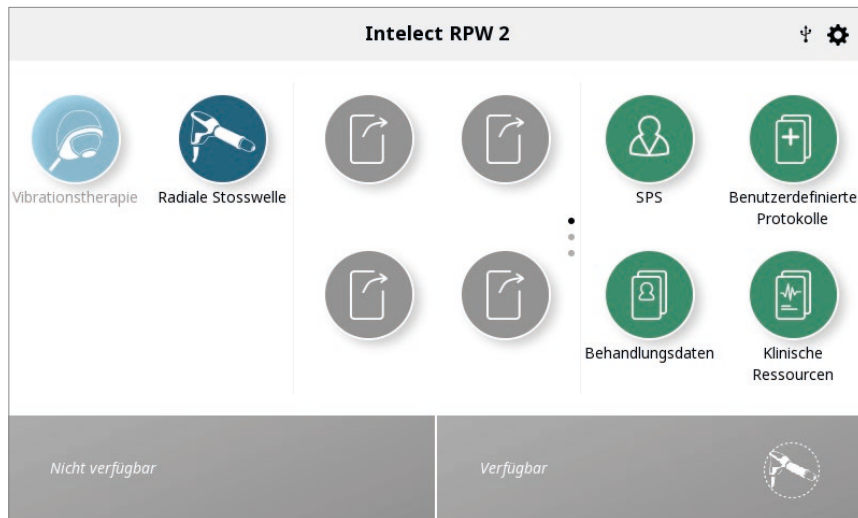 Intelect RPW 2
Vibrationstherapie
Radiale Stosswelle
SPS
Benutzerdefinierte
Protokolle
Behandlungsdaten
Klinische
Ressourcen
Nicht verfügbar
Verfügbar